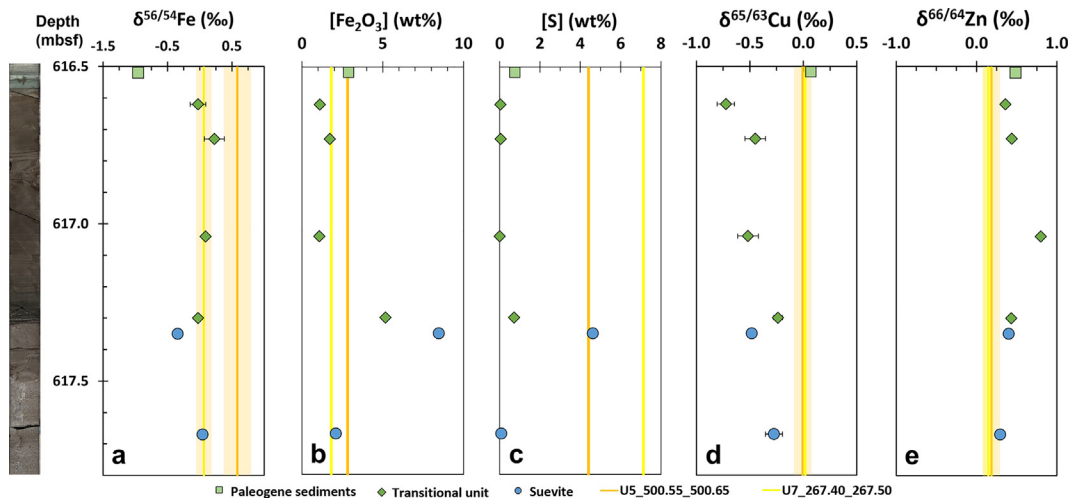 Depth (mbsf)
δ56/54Fe (‰)
[Fe₂O₃] (wt%)
[S] (wt%)
δ65/63Cu (‰)
δ66/64Zn (‰)
-1.5 -0.5 0.5
0 5 10
0 2 4 6 8
-1.0 -0.5 0.0 0.5
-1.0 0.0 1.0
616.5
617.0
617.5
a
b
c
d
e
Paleogene sediments
Transitional unit
Suevite
U5_500.55_500.65
U7_267.40_267.50